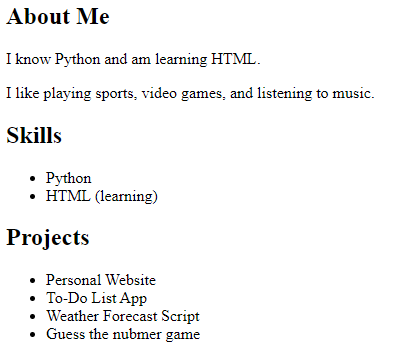 About Me
I know Python and am learning HTML.
I like playing sports, video games, and listening to music.
Skills
• Python
• HTML (learning)
Projects
• Personal Website
• To-Do List App
• Weather Forecast Script
• Guess the nubmer game